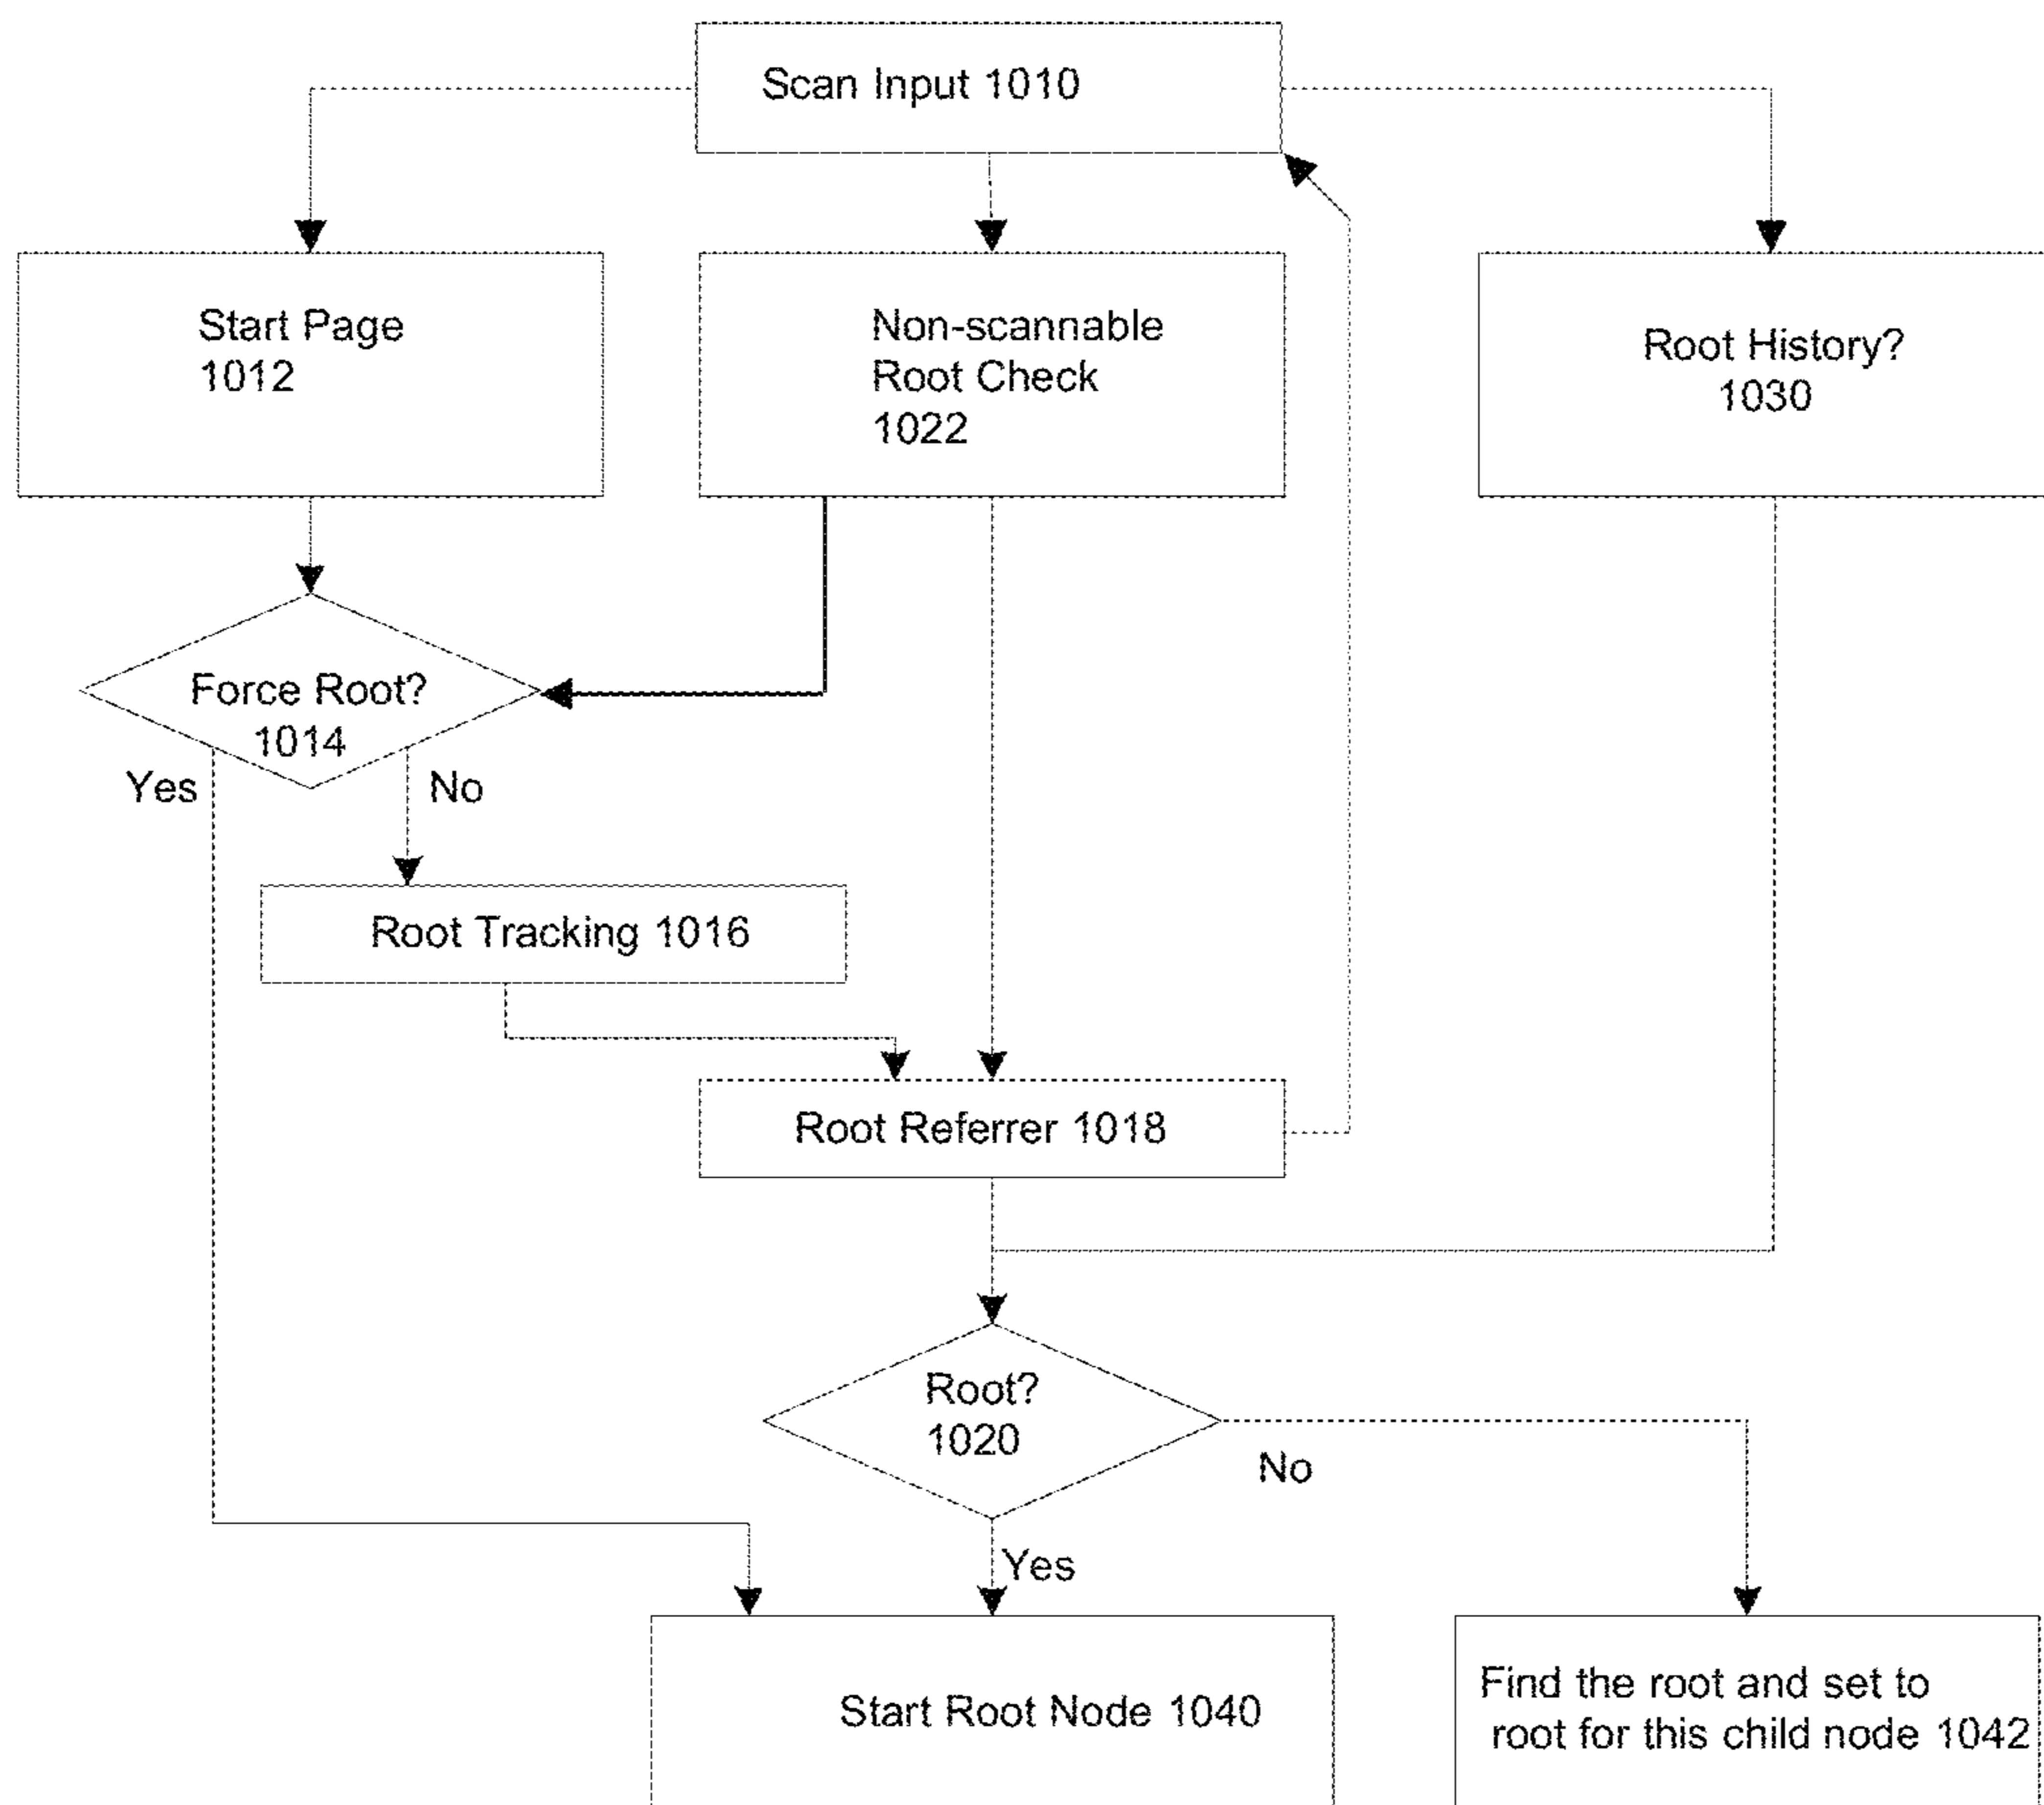 Scan Input 1010
Start Page
1012
Non-scannable
Root Check
1022
Root History?
1030
Force Root?
1014
Yes
No
Root Tracking 1016
Root Referrer 1018
Root?
1020
No
Yes
Start Root Node 1040
Find the root and set to
root for this child node 1042